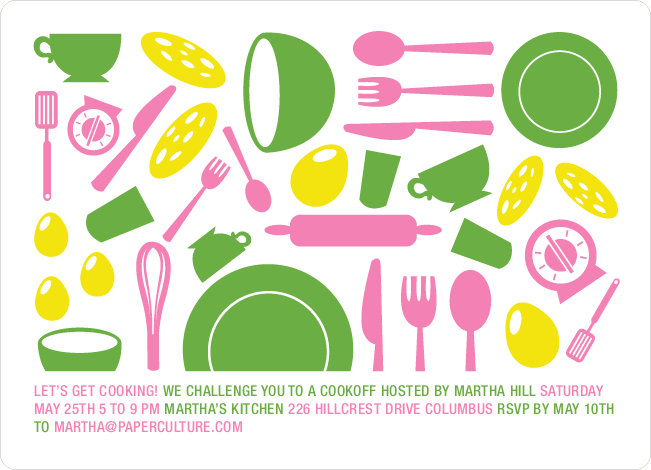 LET'S GET COOKING! WE CHALLENGE YOU TO A COOKOFF HOSTED BY MARTHA HILL SATURDAY
MAY 25TH 5 TO 9 PM MARTHA'S KITCHEN 226 HILLCREST DRIVE COLUMBUS RSVP BY MAY 10TH
TO MARTHA@PAPERCULTURE.COM